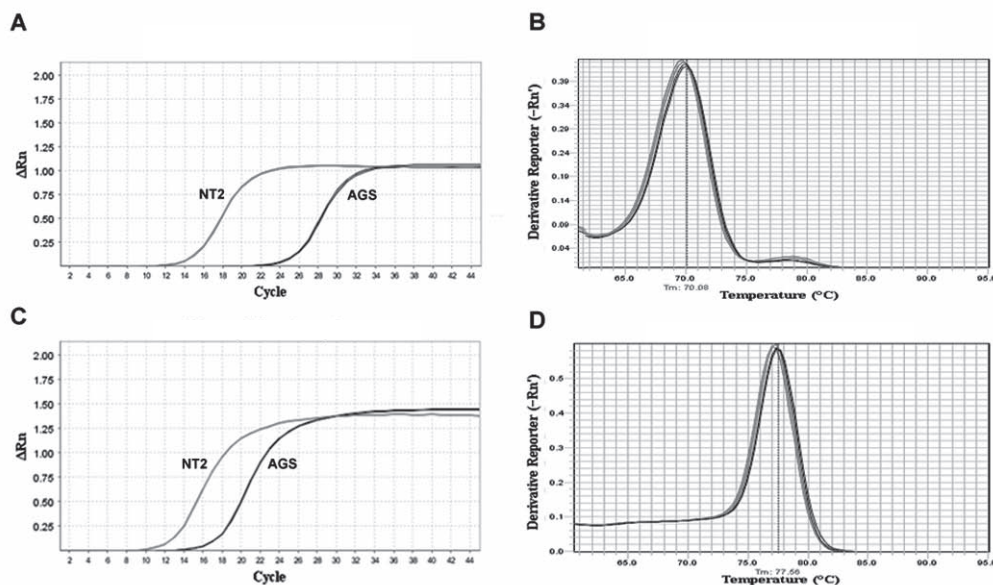 A
2.00
1.75
1.50
1.25
ΔRn
1.00
0.75
0.50
0.25
NT2
AGS
2 4 6 8 10 12 14 16 18 20 22 24 26 28 30 32 34 36 38 40 42 44
Cycle
B
Derivative Reporter (-Rn')
0.39
0.34
0.29
0.24
0.19
0.14
0.09
0.04
65.0 70.0 75.0 80.0 85.0 90.0 95.
Tm: 70.08
Temperature (°C)
C
2.00
1.75
1.50
1.25
ΔRn
1.00
0.75
0.50
0.25
NT2
AGS
2 4 6 8 10 12 14 16 18 20 22 24 26 28 30 32 34 36 38 40 42 44
Cycle
D
Derivative Reporter (-Rn')
0.5
0.4
0.3
0.2
0.1
0.0
65.0 70.0 75.0 80.0 85.0 90.0 95.
Tm: 77.56
Temperature (°C)